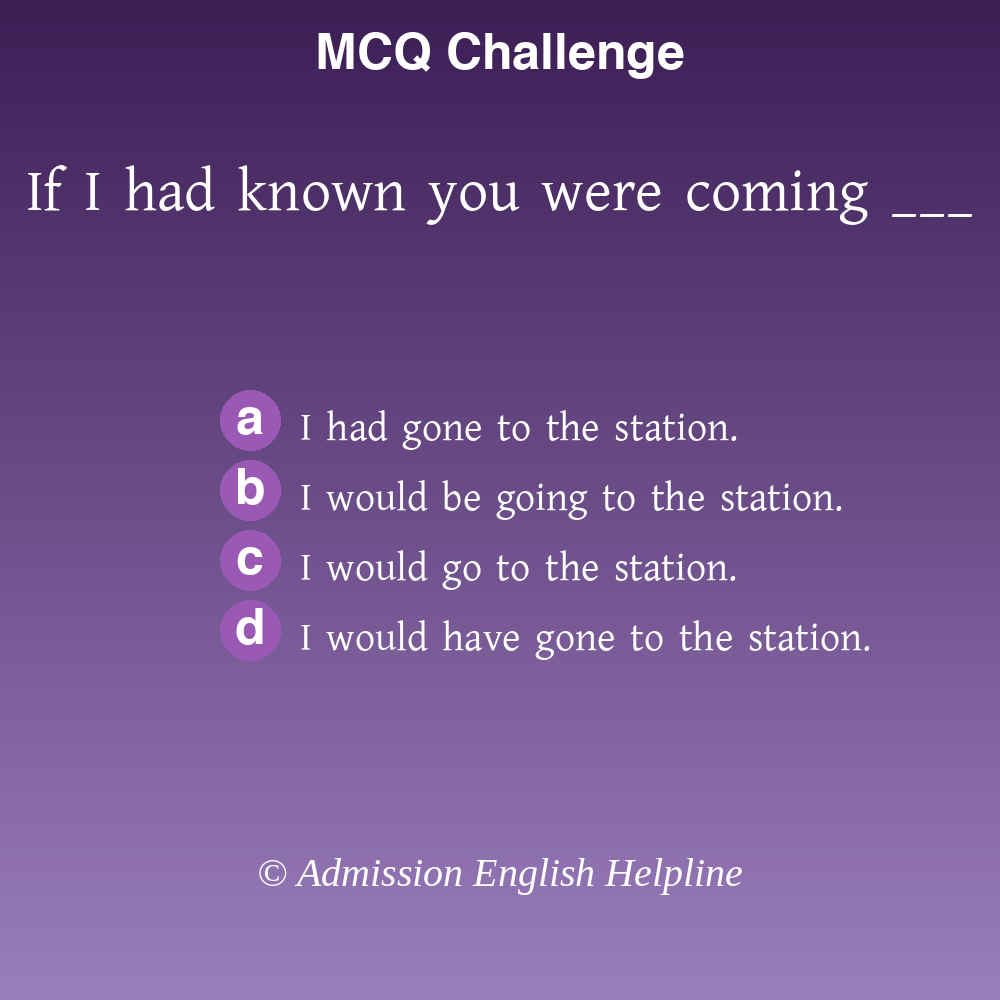 MCQ Challenge
If I had known you were coming ___
a I had gone to the station.
b I would be going to the station.
c I would go to the station.
d I would have gone to the station.
© Admission English Helpline